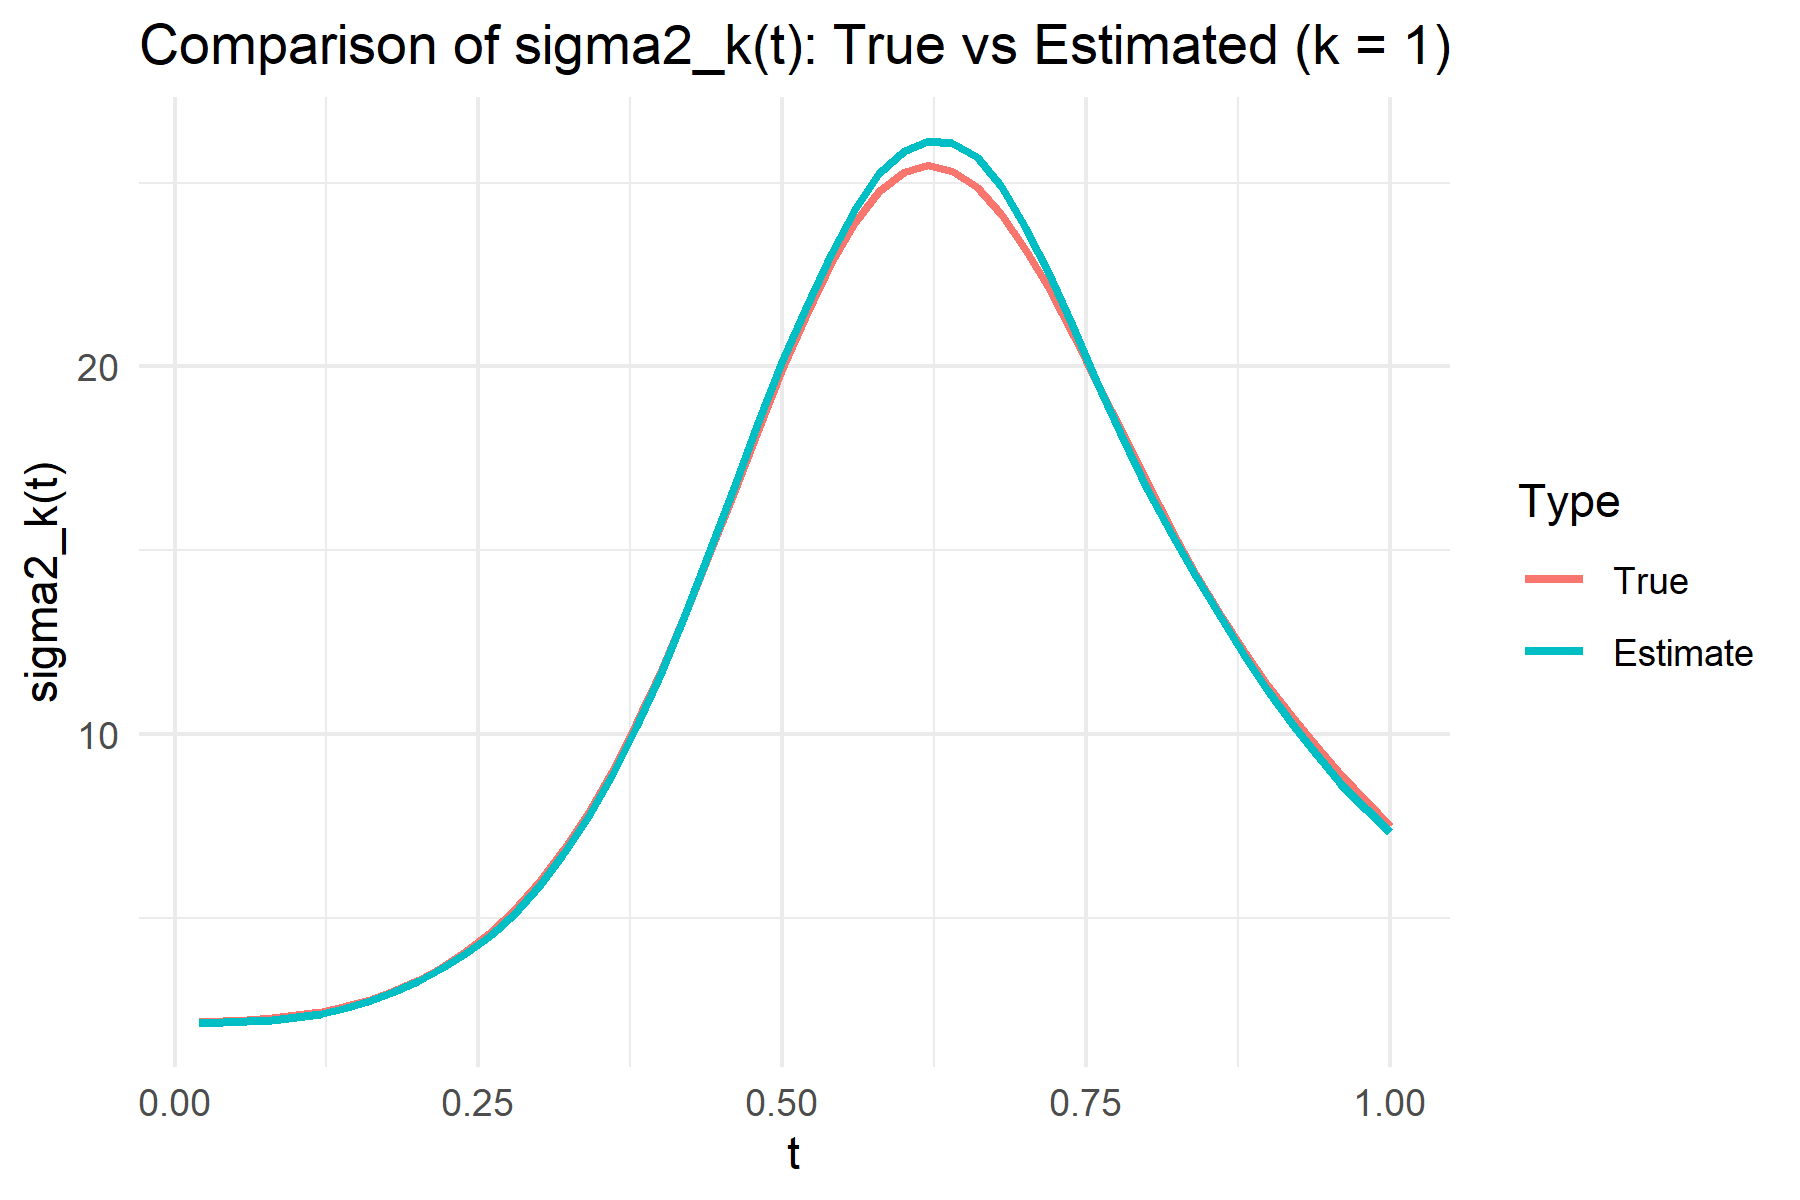 Comparison of sigma2_k(t): True vs Estimated (k = 1)
sigma2_k(t)
20
10
0.00
0.25
0.50
0.75
1.00
t
Type
True
Estimate